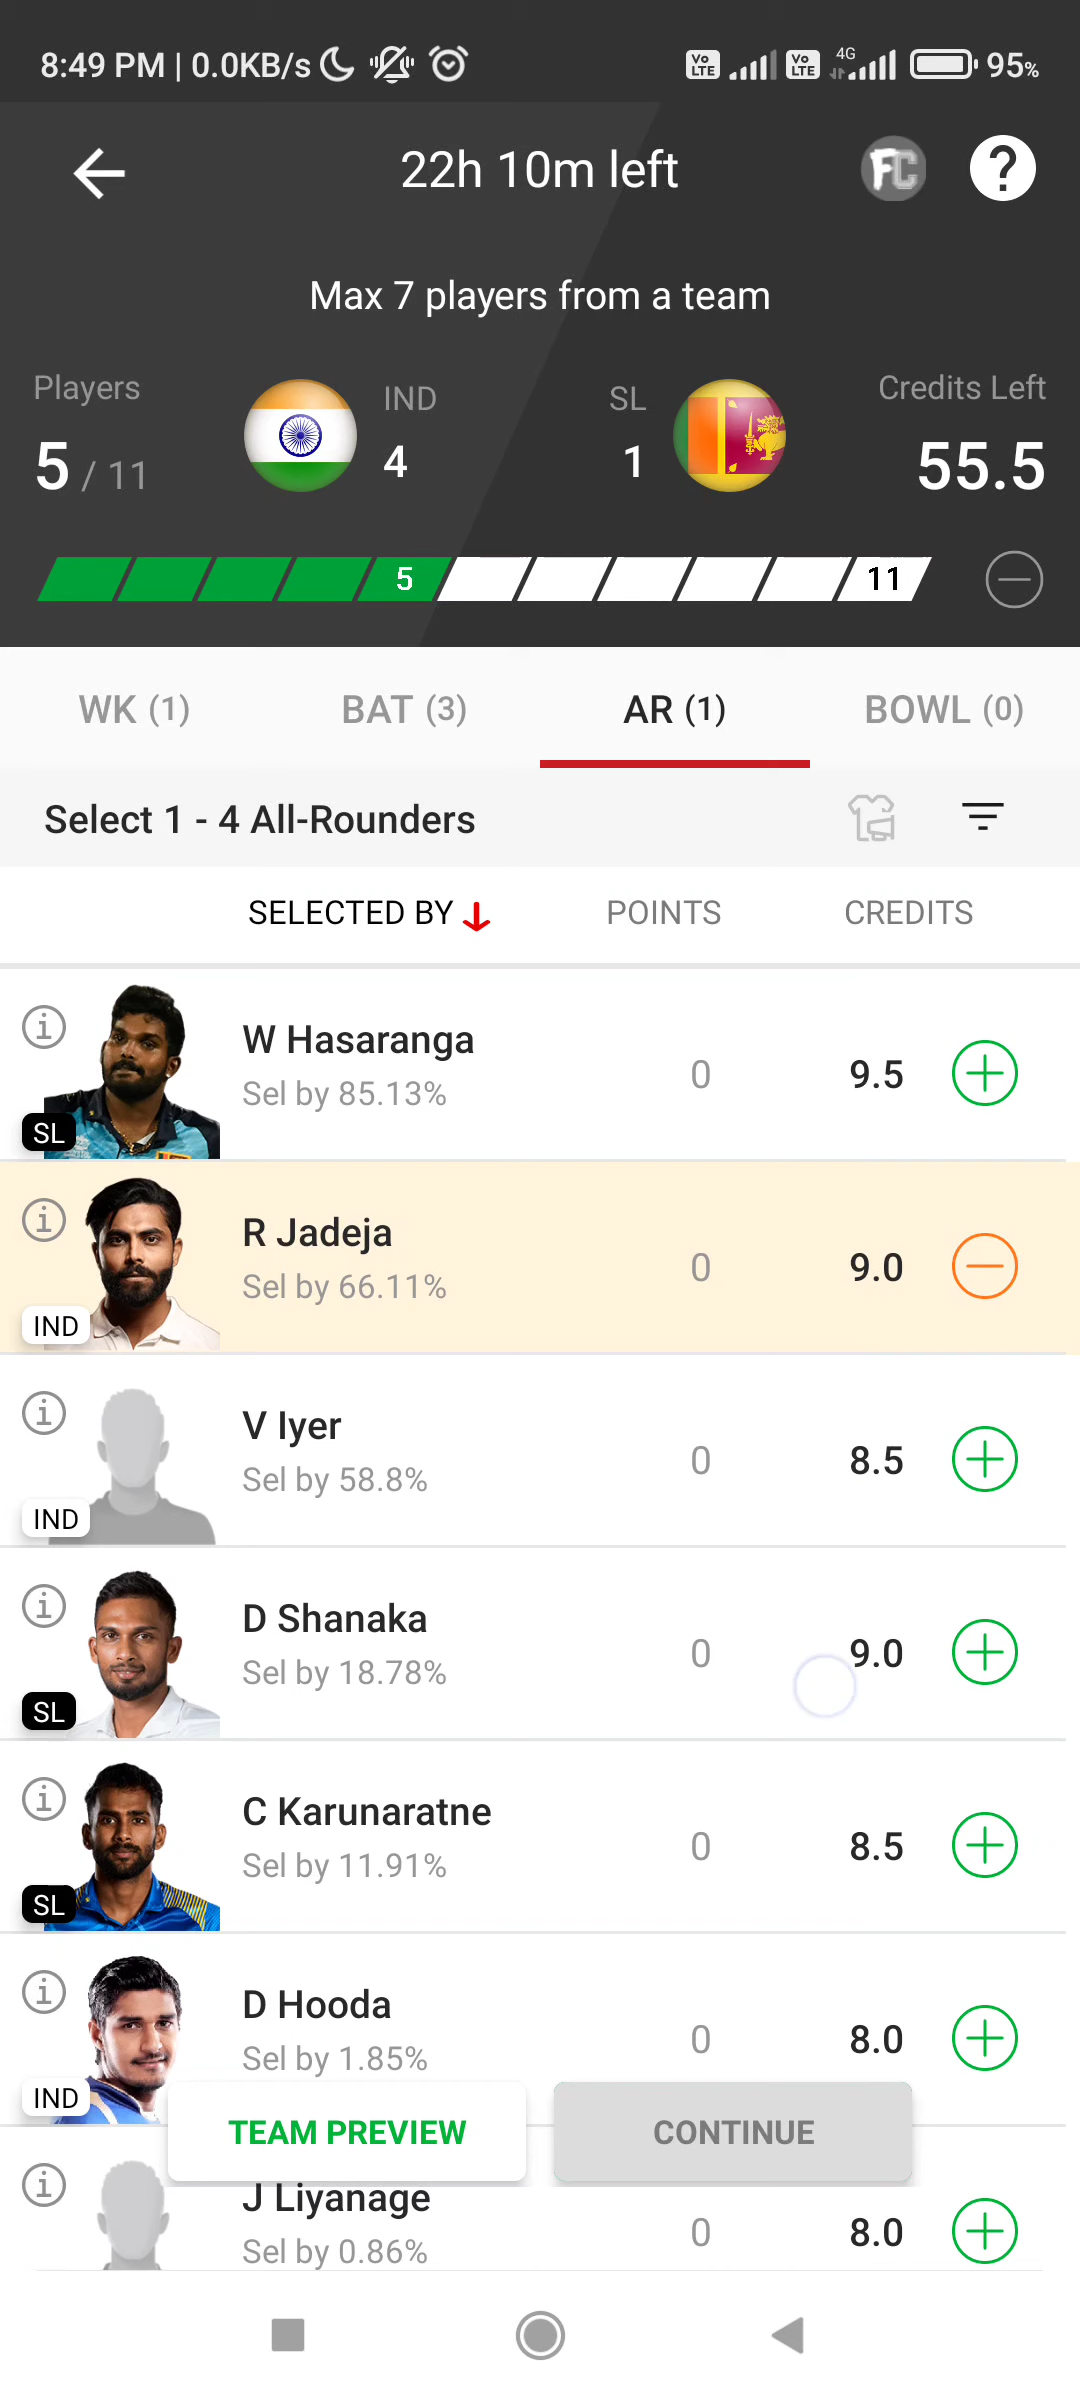 8:49 PM | 0.0KB/s Vo LTE Vo LTE 4G 95%
22h 10m left FC ?
Max 7 players from a team
Players IND SL Credits Left
5 / 11 4 1 55.5
5 11
WK (1) BAT (3) AR (1) BOWL (0)
Select 1 - 4 All-Rounders
SELECTED BY POINTS CREDITS
W Hasaranga
Sel by 85.13% 0 9.5
SL
R Jadeja
Sel by 66.11% 0 9.0
IND
V Iyer
Sel by 58.8% 0 8.5
IND
D Shanaka
Sel by 18.78% 0 9.0
SL
C Karunaratne
Sel by 11.91% 0 8.5
SL
D Hooda
Sel by 1.85% 0 8.0
IND
TEAM PREVIEW CONTINUE
J Liyanage
Sel by 0.86% 0 8.0